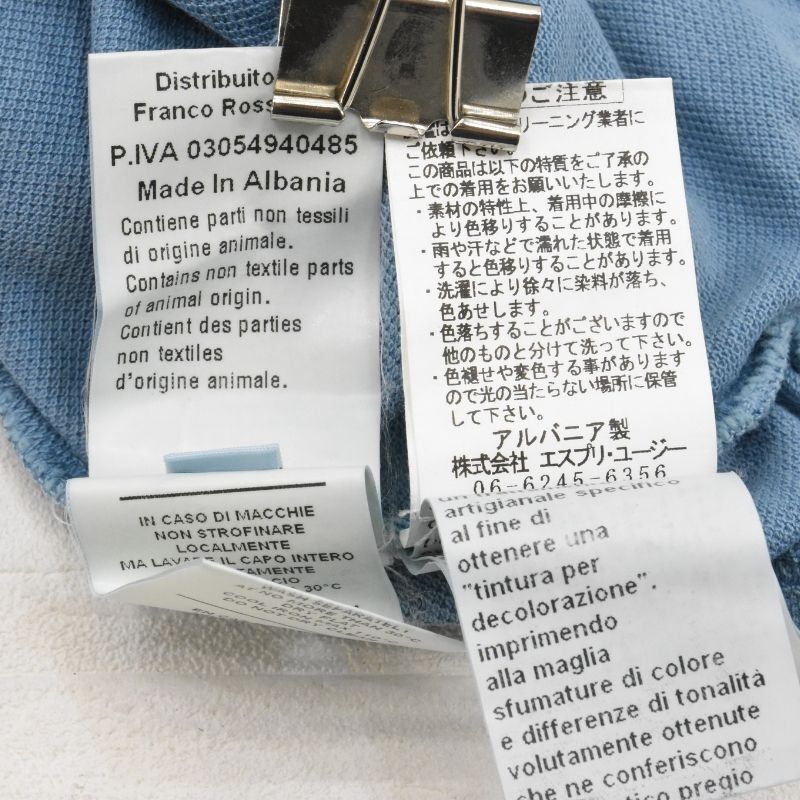 Distribuito
Franco Ross
P.IVA 03054940485
Made In Albania
Contiene parti non tessili
di origine animale.
Contains non textile parts
of animal origin.
Contient des parties
non textiles
d'origine animale.
IN CASO DI MACCHIE
NON STROFINARE
LOCALMENTE
MA LAVARE IL CAPO INTERO
30°C
のご注意
リーニング業者に
ご依頼下さい。
この商品は以下の特質をご了承の
上での着用をお願いいたします。
・素材の特性上、着用中の摩擦に
より色移りすることがあります。
・雨や汗などで濡れた状態で着用
すると色移りすることがあります。
・洗濯により徐々に染料が落ち、
色あせします。
・色落ちすることがございますので
他のものと分けて洗って下さい。
・色褪せや変色する事があります
ので光の当たらない場所に保管
して下さい。
アルバニア製
株式会社 エスプリ・ユージー
06-6245-6356
artigianale specifico
al fine di
ottenere una
"tintura per
decolorazione".
imprimendo
alla maglia
sfumature di colore
e differenze di tonalità
volutamente ottenute
che ne conferiscono
pregio